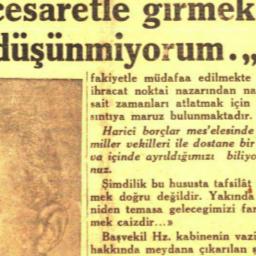 cesaretle girmek
düşünmiyorum.„
fakiyetle müdafaa edilmekte
ihracat noktai nazarından na
sait zamanları atlatmak için
sıntıya maruz bulunmaktadır.
Harici borçlar mes'elesinde
miller vekilleri ile dostane bir
va içinde ayrıldığımızı biliyo
nuz.
Şimdilik bu hususta tafsilât
mek doğru değildir. Yakında
niden temasa gelecegimizi far
mek caizdir...»
Başvekil Hz. kabinenin vazi
hakkında meydana çıkarılan ş